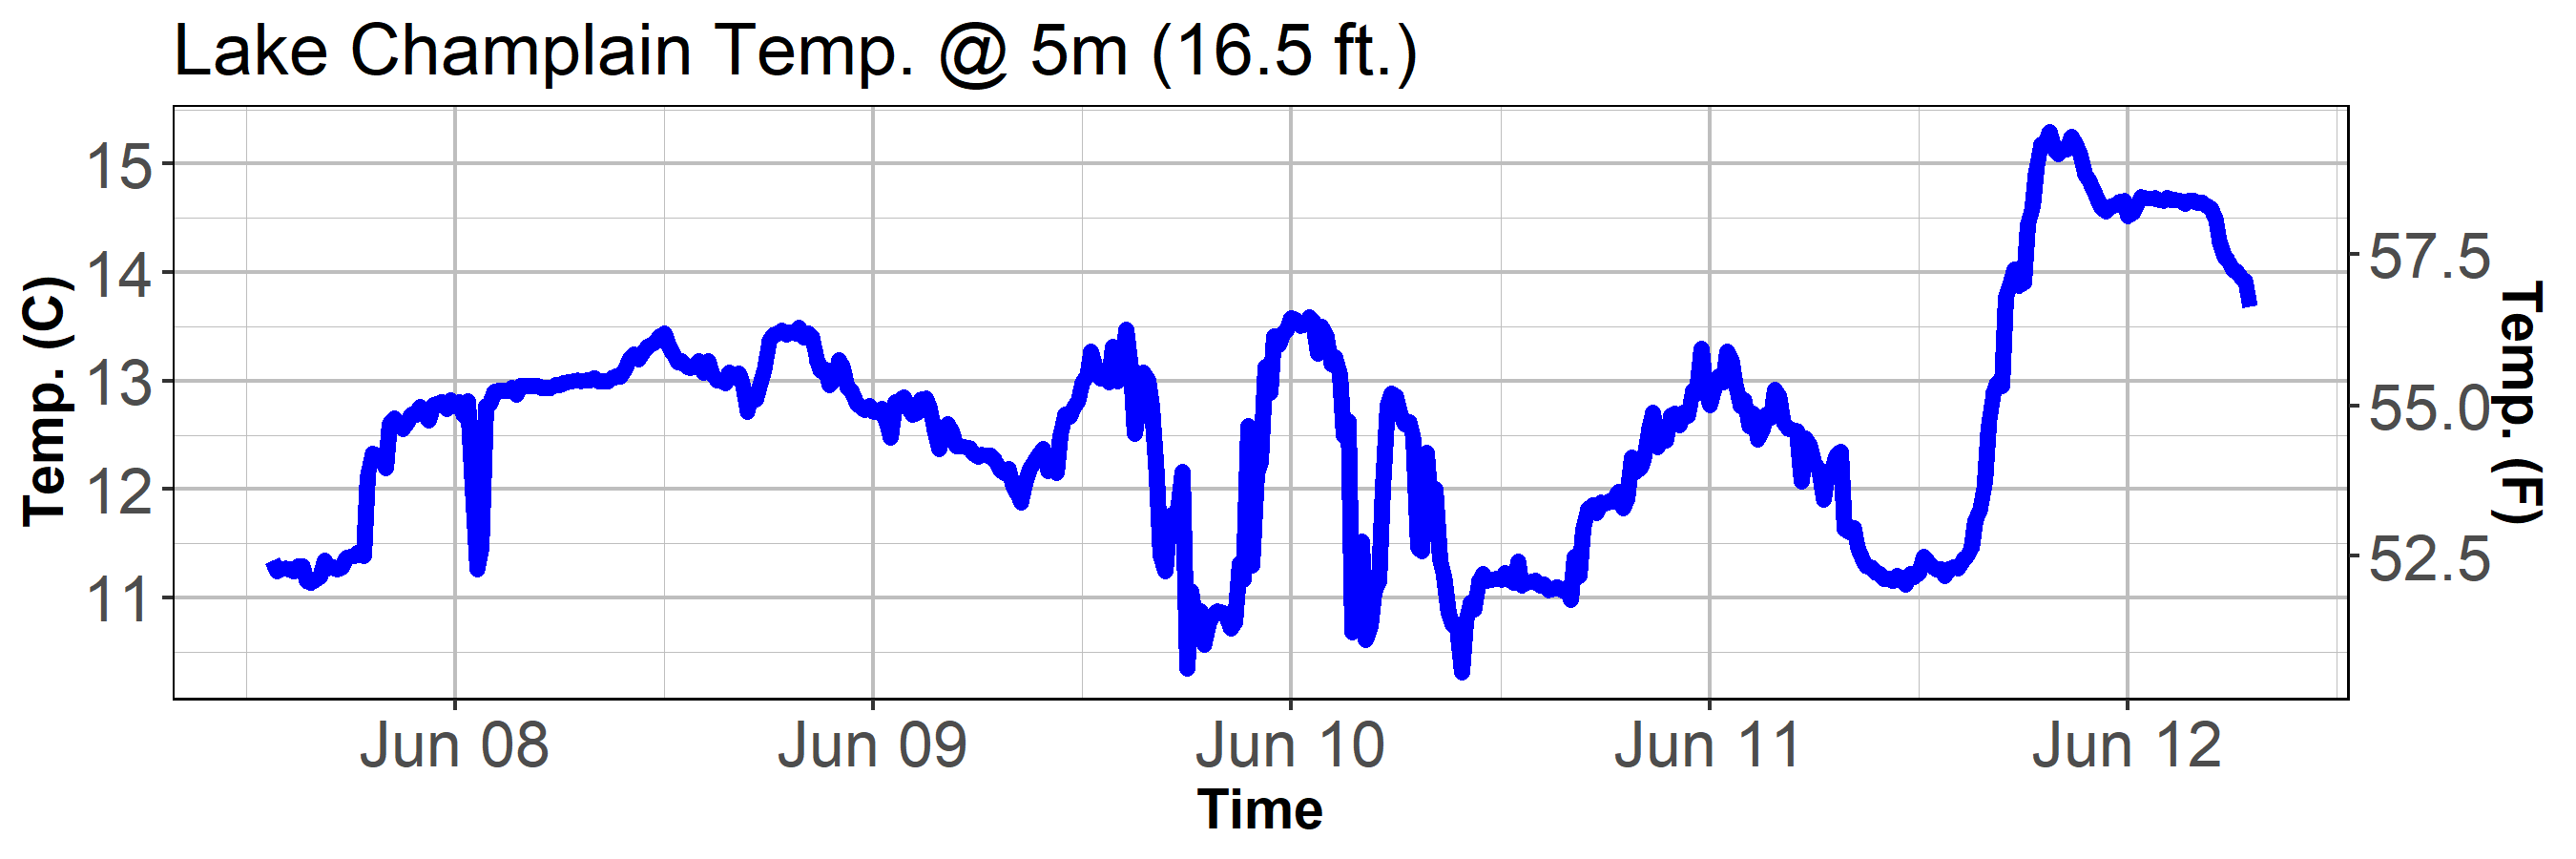 Lake Champlain Temp. @ 5m (16.5 ft.)
Temp. (C)
15
14
13
12
11
57.5
55.0
52.5
Temp. (F)
Jun 08 Jun 09 Jun 10 Jun 11 Jun 12
Time